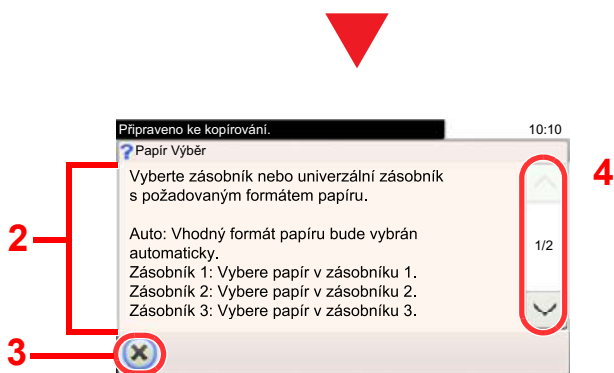 Připraveno ke kopírování. 10:10
? Papír Výběr
Vyberte zásobník nebo univerzální zásobník
s požadovaným formátem papíru.
Auto: Vhodný formát papíru bude vybrán
automaticky.
Zásobník 1: Vybere papír v zásobníku 1.
Zásobník 2: Vybere papír v zásobníku 2.
Zásobník 3: Vybere papír v zásobníku 3.
1/2
2
3
4